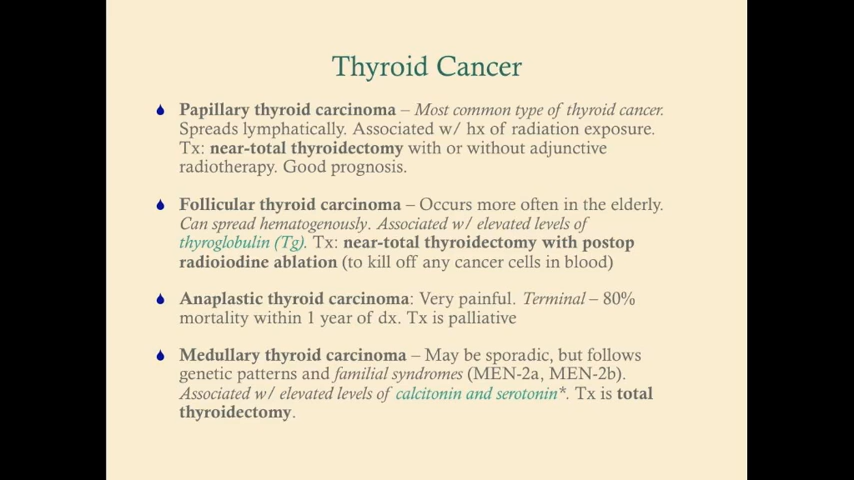 Thyroid Cancer
Papillary thyroid carcinoma – Most common type of thyroid cancer.
Spreads lymphatically. Associated w/ hx of radiation exposure.
Tx: near-total thyroidectomy with or without adjunctive
radiotherapy. Good prognosis.
Follicular thyroid carcinoma – Occurs more often in the elderly.
Can spread hematogenously. Associated w/ elevated levels of
thyroglobulin (Tg). Tx: near-total thyroidectomy with postop
radioiodine ablation (to kill off any cancer cells in blood)
Anaplastic thyroid carcinoma: Very painful. Terminal – 80%
mortality within 1 year of dx. Tx is palliative
Medullary thyroid carcinoma – May be sporadic, but follows
genetic patterns and familial syndromes (MEN-2a, MEN-2b).
Associated w/ elevated levels of calcitonin and serotonin*. Tx is total
thyroidectomy.